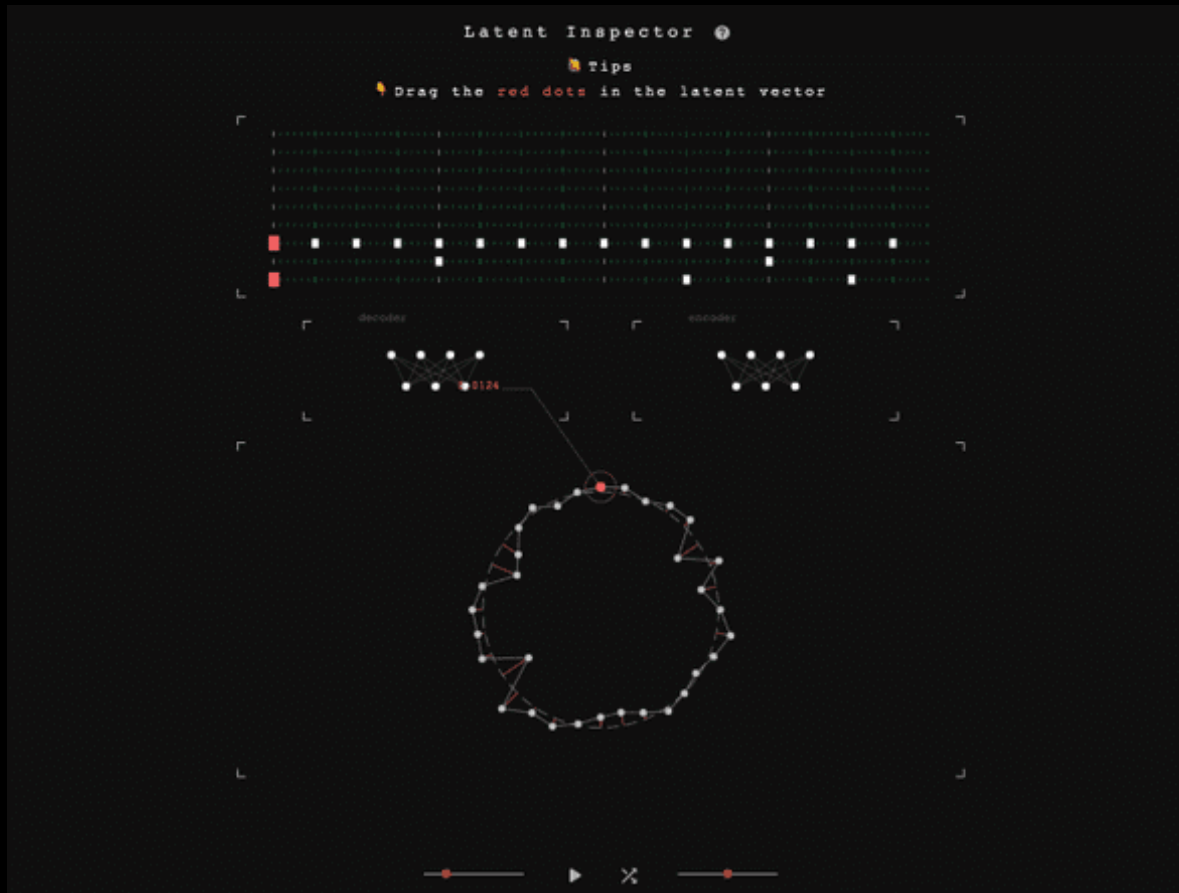 Latent Inspector ?
Tips
Drag the red dots in the latent vector
decoder
encoder
0124